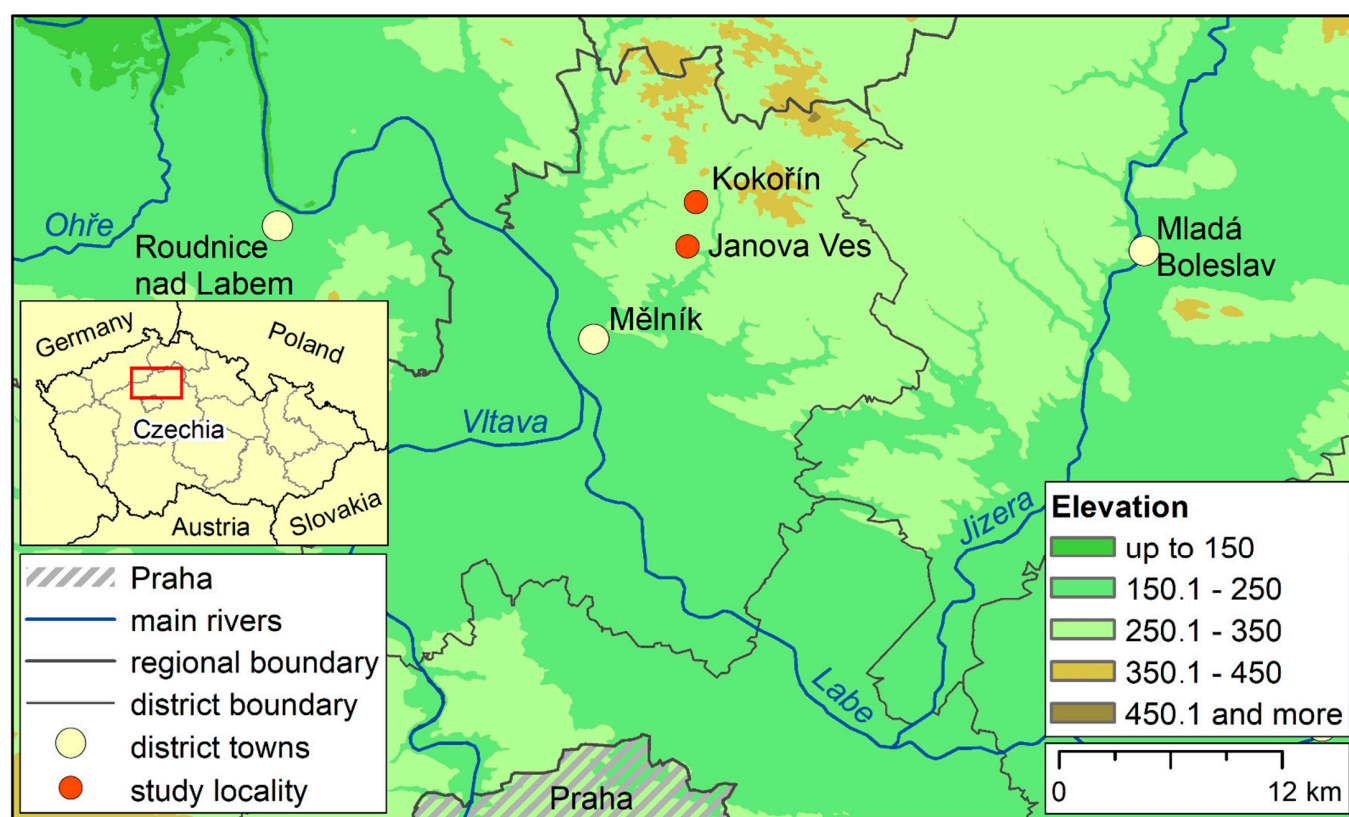 Kokořín
Janova Ves
Ohře
Roudnice
nad Labem
Mladá
Boleslav
Mělník
Germany
Poland
Czechia
Austria
Slovakia
Vltava
Jizera
Labe
Praha
Praha
main rivers
regional boundary
district boundary
district towns
study locality
Elevation
up to 150
150.1 - 250
250.1 - 350
350.1 - 450
450.1 and more
0 12 km